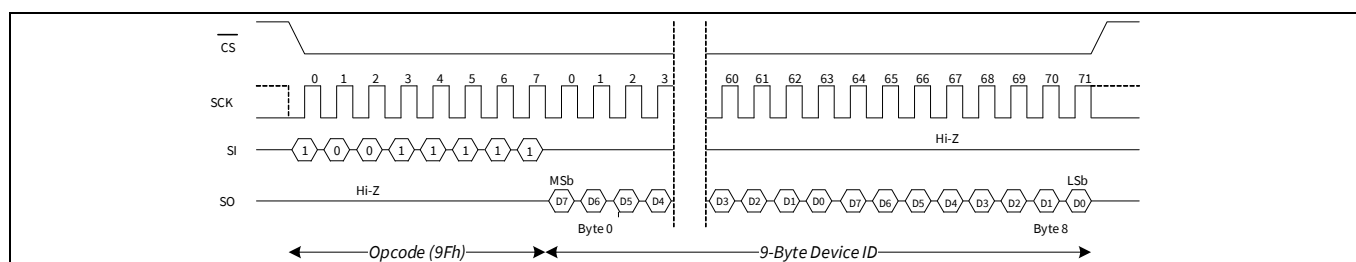 CS
0 1 2 3 4 5 6 7 0 1 2 3 60 61 62 63 64 65 66 67 68 69 70 71
SCK
Hi-Z
SI 1 0 0 1 1 1 1 1
MSb LSb
Hi-Z
SO D7 D6 D5 D4 D3 D2 D1 D0 D7 D6 D5 D4 D3 D2 D1 D0
Byte 0 Byte 8
Opcode (9Fh) 9-Byte Device ID